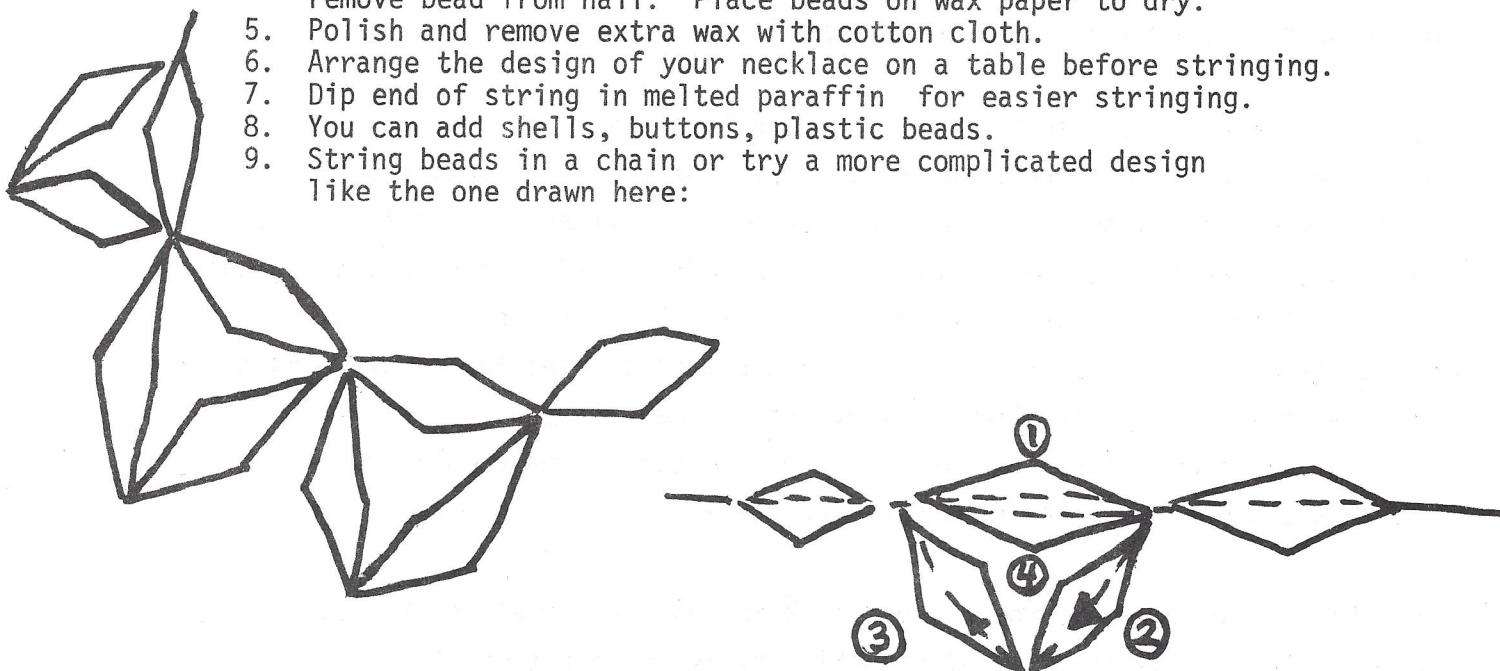 remove bead from nail. Place beads on wax paper to dry.
5. Polish and remove extra wax with cotton cloth.
6. Arrange the design of your necklace on a table before stringing.
7. Dip end of string in melted paraffin for easier stringing.
8. You can add shells, buttons, plastic beads.
9. String beads in a chain or try a more complicated design
like the one drawn here:
1
4
3
2